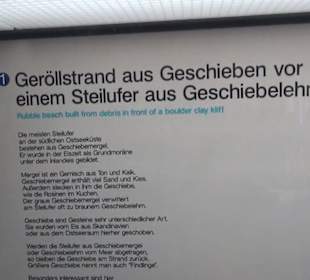 1 Geröllstrand aus Geschieben vor
einem Steilufer aus Geschiebelehm
Rubble beach built from debris in front of a boulder clay kliff
Die meisten Steilufer
an der südlichen Ostseeküste
bestehen aus Geschiebemergel.
Er wurde in der Eiszeit als Grundmoräne
unter dem Inlandeis gebildet.
Mergel ist ein Gemisch aus Ton und Kalk.
Geschiebemergel enthält viel Sand und Kies.
Außerdem stecken in ihm die Geschiebe,
wie die Rosinen im Kuchen.
Der graue Geschiebemergel verwittert
am Steilufer oft zu braunem Geschiebelehm.
Geschiebe sind Gesteine sehr unterschiedlicher Art.
Sie wurden vom Eis aus Skandinavien
oder aus dem Ostseeraum hierher geschoben.
Werden die Steilufer aus Geschiebemergel
oder Geschiebelehm vom Meer abgetragen,
so bleiben die Geschiebe am Strand zurück.
Größere Geschiebe nennt man auch "Findlinge".
Besonders interessant sind hier